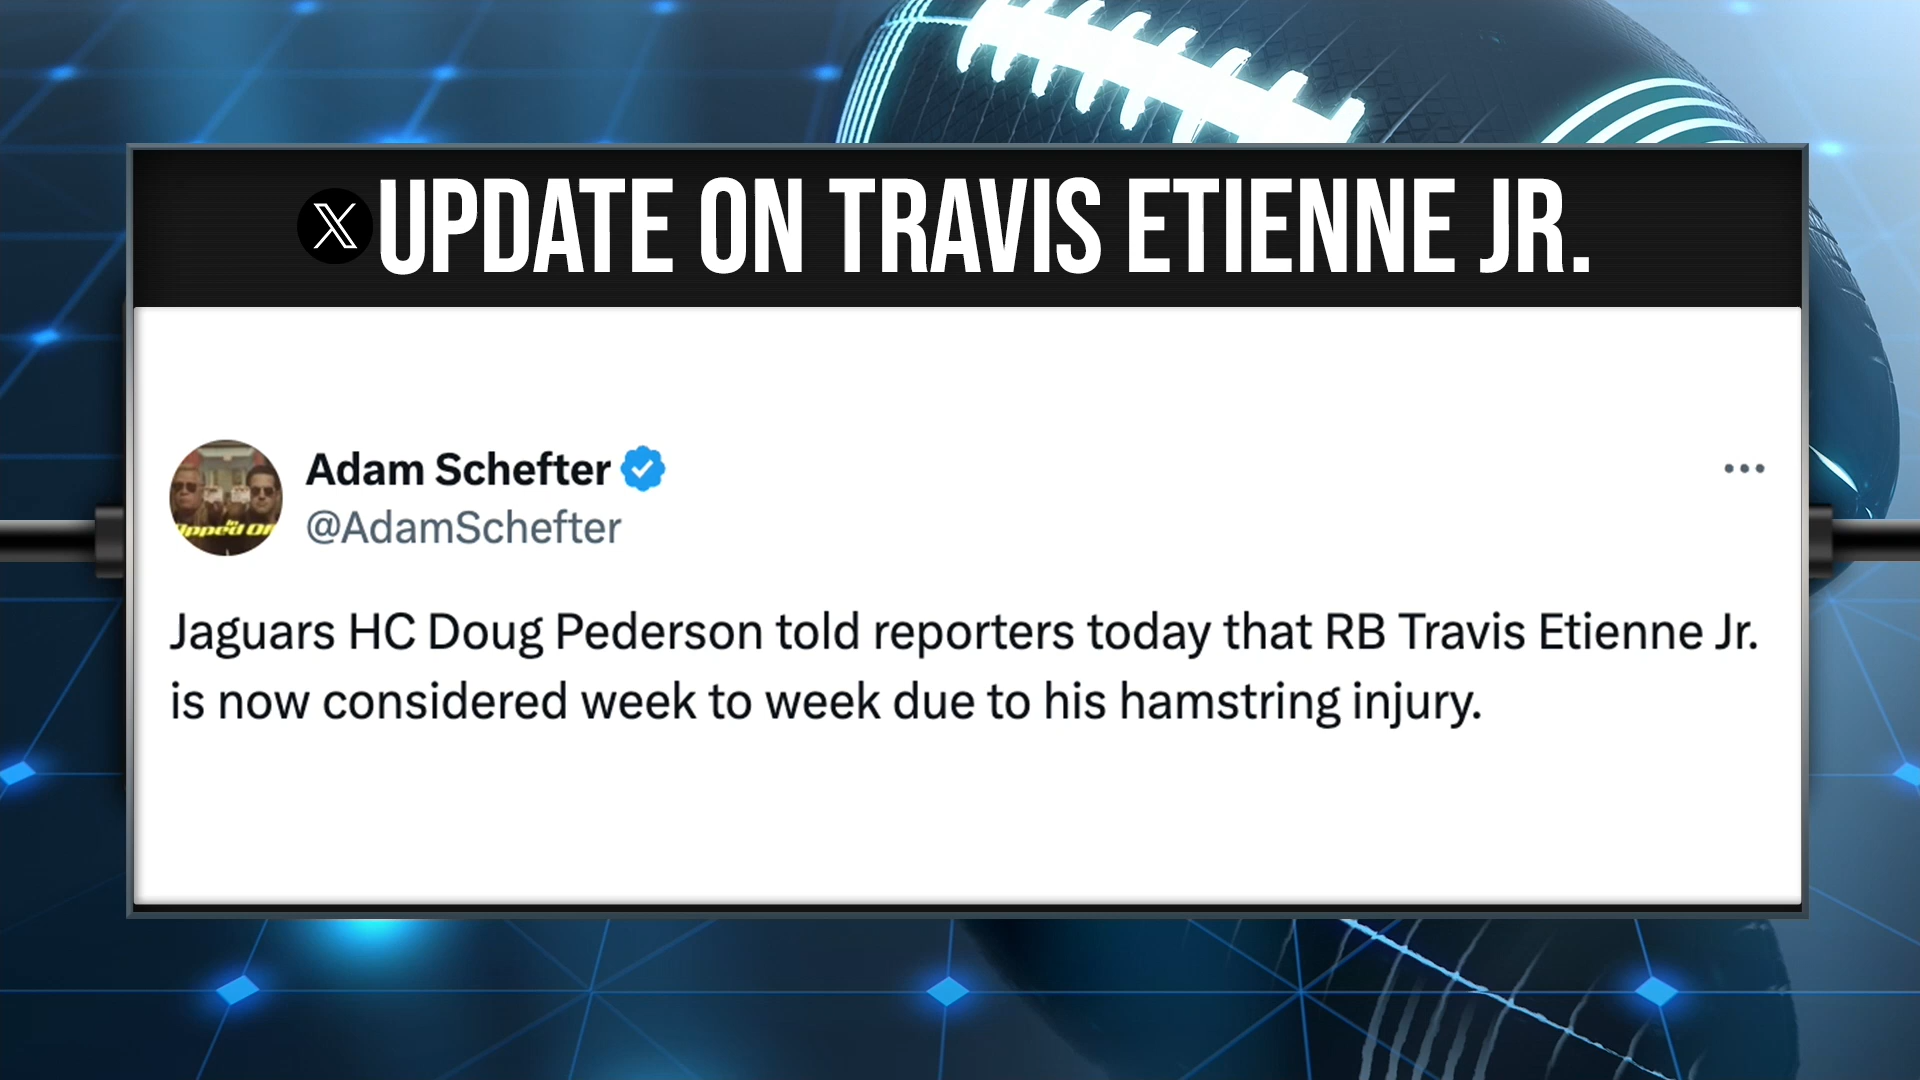 UPDATE ON TRAVIS ETIENNE JR.
Adam Schefter
@AdamSchefter
Jaguars HC Doug Pederson told reporters today that RB Travis Etienne Jr.
is now considered week to week due to his hamstring injury.